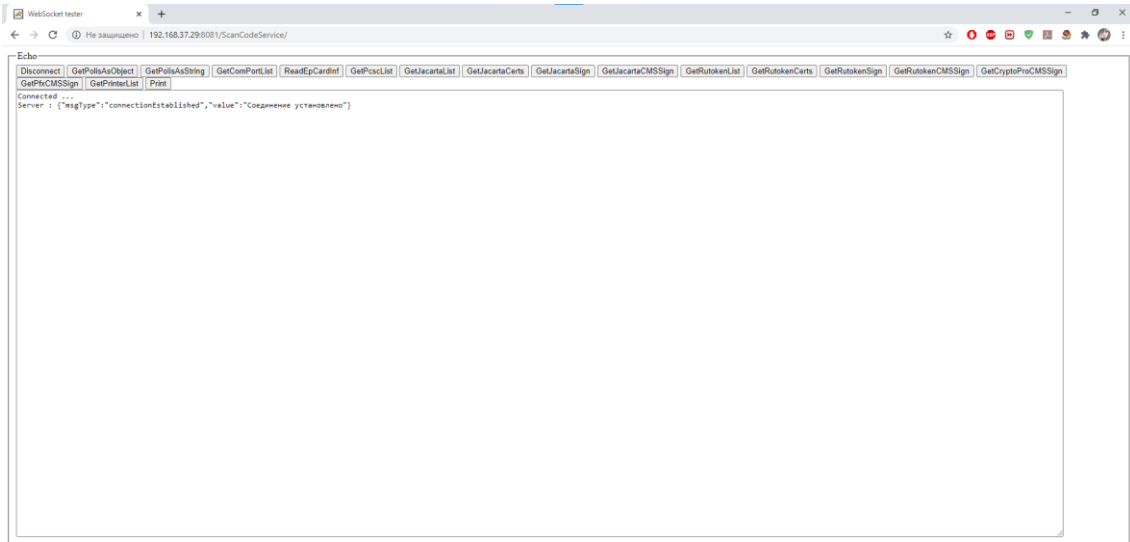 WebSocket tester
Не защищено | 192.168.37.29:8081/ScanCodeService/
Echo
Disconnect GetPolisAsObject GetPolisAsString GetComPortList ReadEpCardInf GetPcscList GetJacartaList GetJacartaCerts GetJacartaSign GetJacartaCMSSign GetRutokenList GetRutokenCerts GetRutokenSign GetRutokenCMSSign GetCryptoProCMSSign
GetPfxCMSSign GetPrinterList Print
Connected ...
Server : {"msgType":"connectionEstablished","value":"Соединение установлено"}